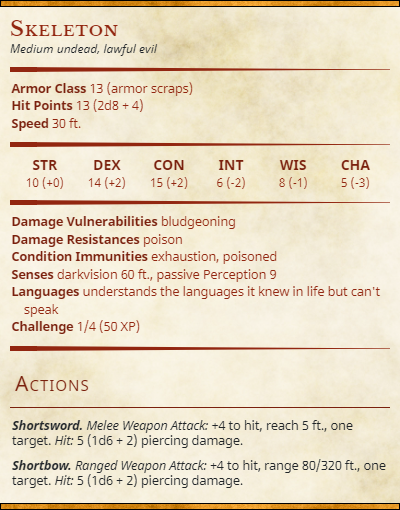 Skeleton
Medium undead, lawful evil
Armor Class 13 (armor scraps)
Hit Points 13 (2d8 + 4)
Speed 30 ft.
STR DEX CON INT WIS CHA
10 (+0) 14 (+2) 15 (+2) 6 (-2) 8 (-1) 5 (-3)
Damage Vulnerabilities bludgeoning
Damage Resistances poison
Condition Immunities exhaustion, poisoned
Senses darkvision 60 ft., passive Perception 9
Languages understands the languages it knew in life but can't
speak
Challenge 1/4 (50 XP)
Actions
Shortsword. Melee Weapon Attack: +4 to hit, reach 5 ft., one
target. Hit: 5 (1d6 + 2) piercing damage.
Shortbow. Ranged Weapon Attack: +4 to hit, range 80/320 ft., one
target. Hit: 5 (1d6 + 2) piercing damage.